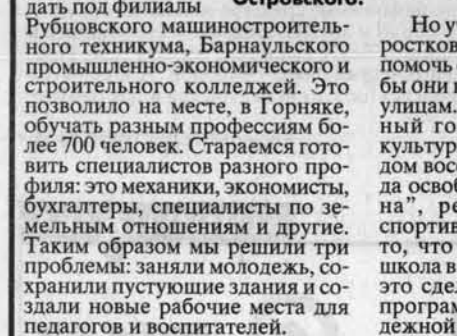 дать под филиалы
Островского.
Рубцовского машиностроитель-
ного техникума, Барнаульского
промышленно-экономического и
строительного колледжей. Это
позволило на месте, в Горняке,
обучать разным профессиям бо-
лее 700 человек. Стараемся гото-
вить специалистов разного про-
филя: это механики, экономисты,
бухгалтеры, специалисты по зе-
мельным отношениям и другие.
Таким образом мы решили три
проблемы: заняли молодежь, со-
хранили пустующие здания и со-
здали новые рабочие места для
педагогов и воспитателей.
Но у
ростков
помочь
бы они
улицам.
ный го
культур
дом вос
да освоб
на", ре
спортив
то, что
школа в
это сдел
програм
дежной